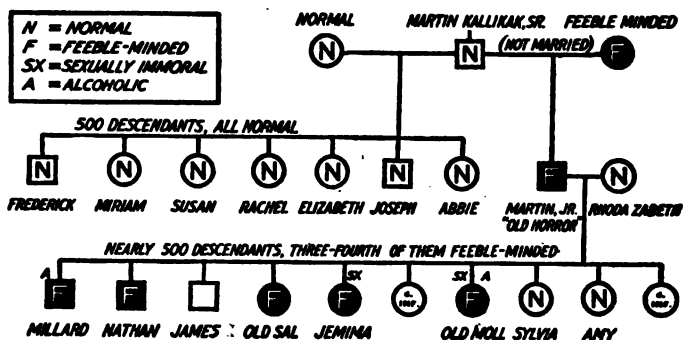 N = NORMAL
F = FEEBLE-MINDED
SX = SEXUALLY IMMORAL
A = ALCOHOLIC
NORMAL MARTIN KALLIKAK, SR. FEEBLE MINDED
(NOT MARRIED)
N N F
500 DESCENDANTS, ALL NORMAL
N N N N N N N F N
FREDERICK MIRIAM SUSAN RACHEL ELIZABETH JOSEPH ABBIE MARTIN, JR. RHODA ZABETH
"OLD HORROR"
NEARLY 500 DESCENDANTS, THREE-FOURTH OF THEM FEEBLE-MINDED
A SX SX A
F F F F F N N
MILLARD NATHAN JAMES OLD SAL JEMIMA OLD MOLL SYLVIA AMY